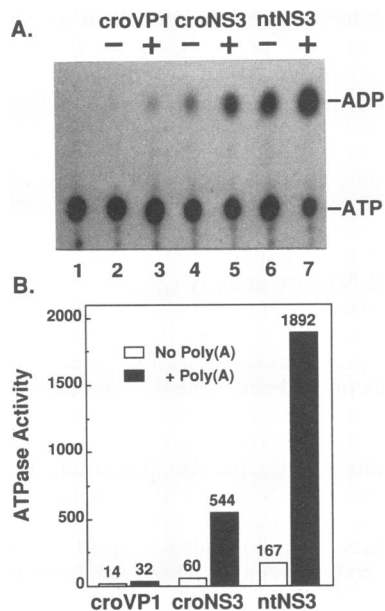 A.
croVP1 croNS3 ntNS3
− + − + − +
–ADP
–ATP
1 2 3 4 5 6 7
B.
2000
1892
No Poly(A)
+ Poly(A)
1500
ATPase Activity
1000
544
500
14 32 60 167
0
croVP1 croNS3 ntNS3